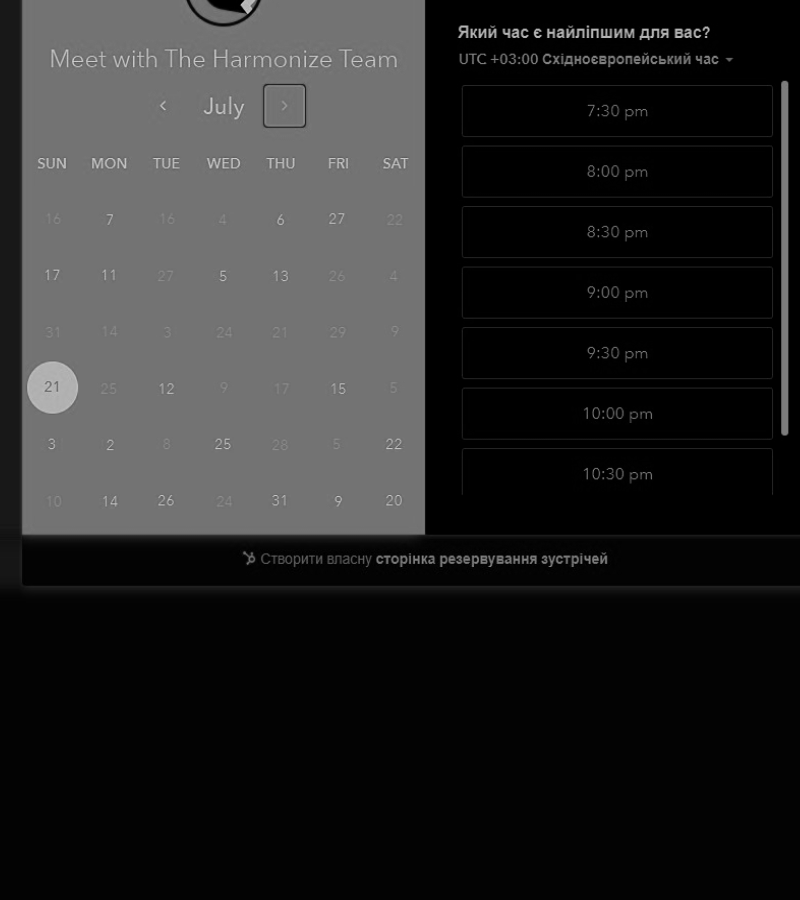 Meet with The Harmonize Team
July
SUN MON TUE WED THU FRI SAT
16 7 16 4 6 27 22
17 11 27 5 13 26 4
31 14 3 24 21 29 9
21 25 12 9 17 15 5
3 2 8 25 28 5 22
10 14 26 24 31 9 20
Який час є найліпшим для вас?
UTC +03:00 Східноєвропейський час
7:30 pm
8:00 pm
8:30 pm
9:00 pm
9:30 pm
10:00 pm
10:30 pm
Створити власну сторінка резервування зустрічей